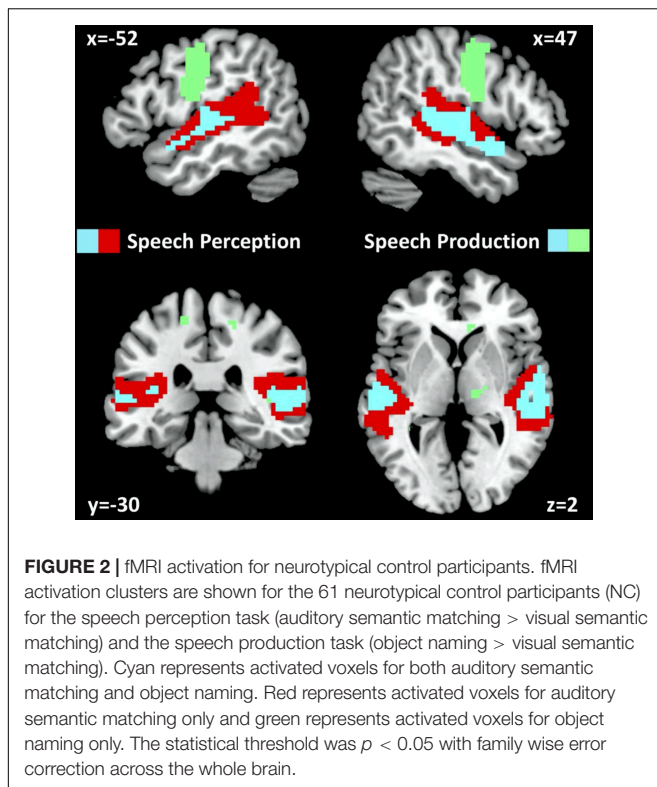 x=-52
x=47
Speech Perception
Speech Production
y=-30
z=2
FIGURE 2 | fMRI activation for neurotypical control participants. fMRI
activation clusters are shown for the 61 neurotypical control participants (NC)
for the speech perception task (auditory semantic matching > visual semantic
matching) and the speech production task (object naming > visual semantic
matching). Cyan represents activated voxels for both auditory semantic
matching and object naming. Red represents activated voxels for auditory
semantic matching only and green represents activated voxels for object
naming only. The statistical threshold was p < 0.05 with family wise error
correction across the whole brain.